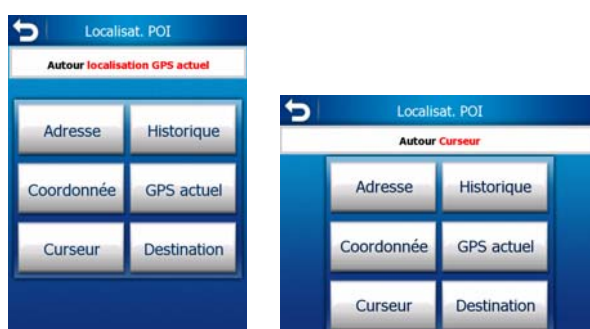 Localisat. POI
Autour localisation GPS actuel
Adresse Historique
Coordonnée GPS actuel
Curseur Destination
Localisat. POI
Autour Curseur
Adresse Historique
Coordonnée GPS actuel
Curseur Destination